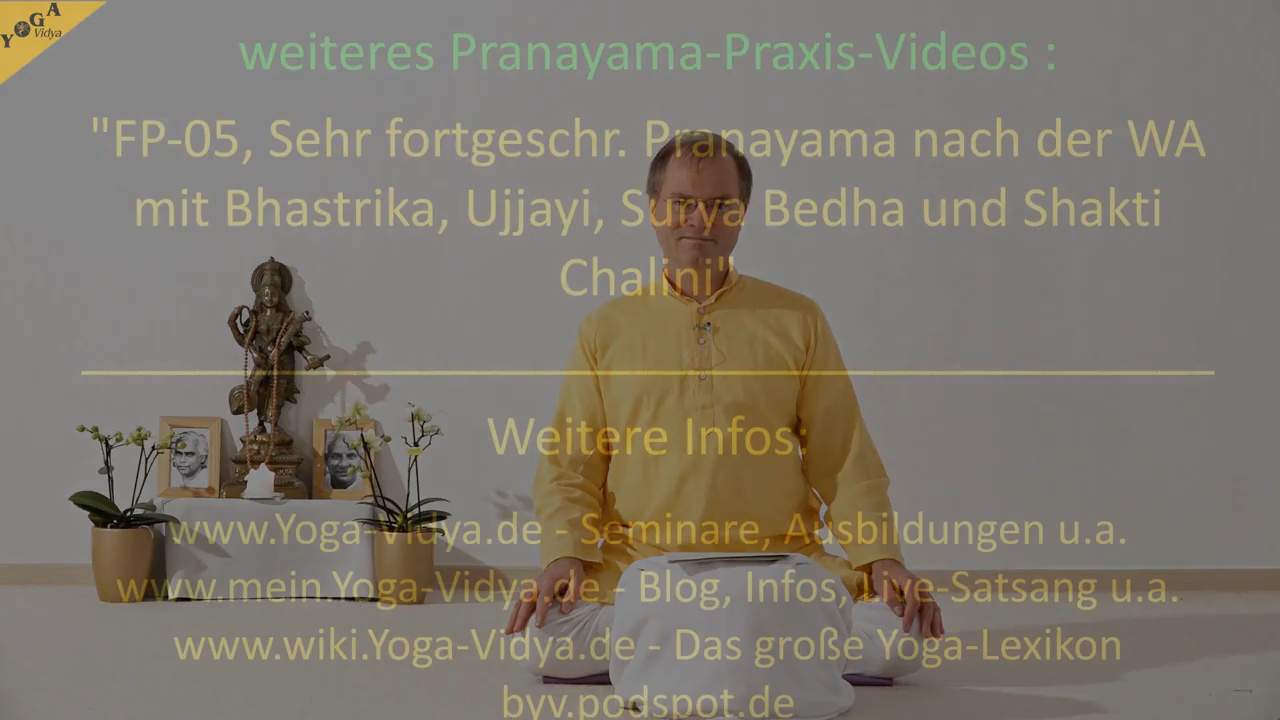 YOGA
Vidya
weiteres Pranayama-Praxis-Videos :
"FP-05, Sehr fortgeschr. Pranayama nach der WA
mit Bhastrika, Ujjayi, Surya Bedha und Shakti
Chalini"
Weitere Infos:
www.Yoga-Vidya.de - Seminare, Ausbildungen u.a.
www.mein.Yoga-Vidya.de - Blog, Infos, Live-Satsang u.a.
www.wiki.Yoga-Vidya.de - Das große Yoga-Lexikon
byv.podspot.de